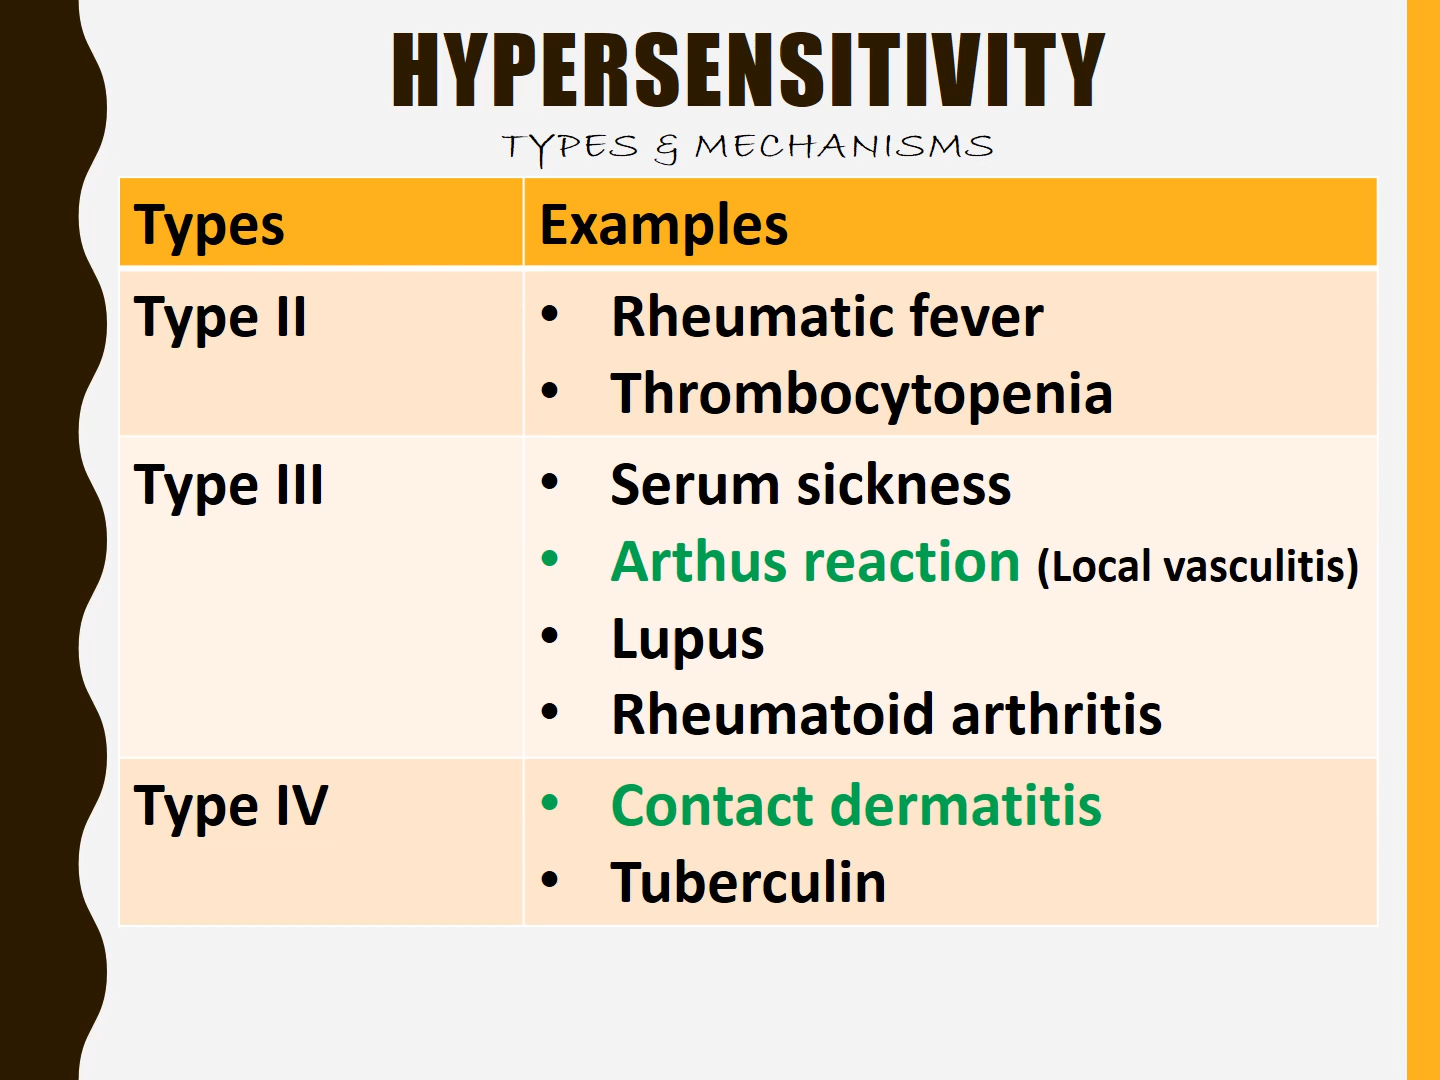 HYPERSENSITIVITY
TYPES & MECHANISMS
Types Examples
Type II • Rheumatic fever
• Thrombocytopenia
Type III • Serum sickness
• Arthus reaction (Local vasculitis)
• Lupus
• Rheumatoid arthritis
Type IV • Contact dermatitis
• Tuberculin